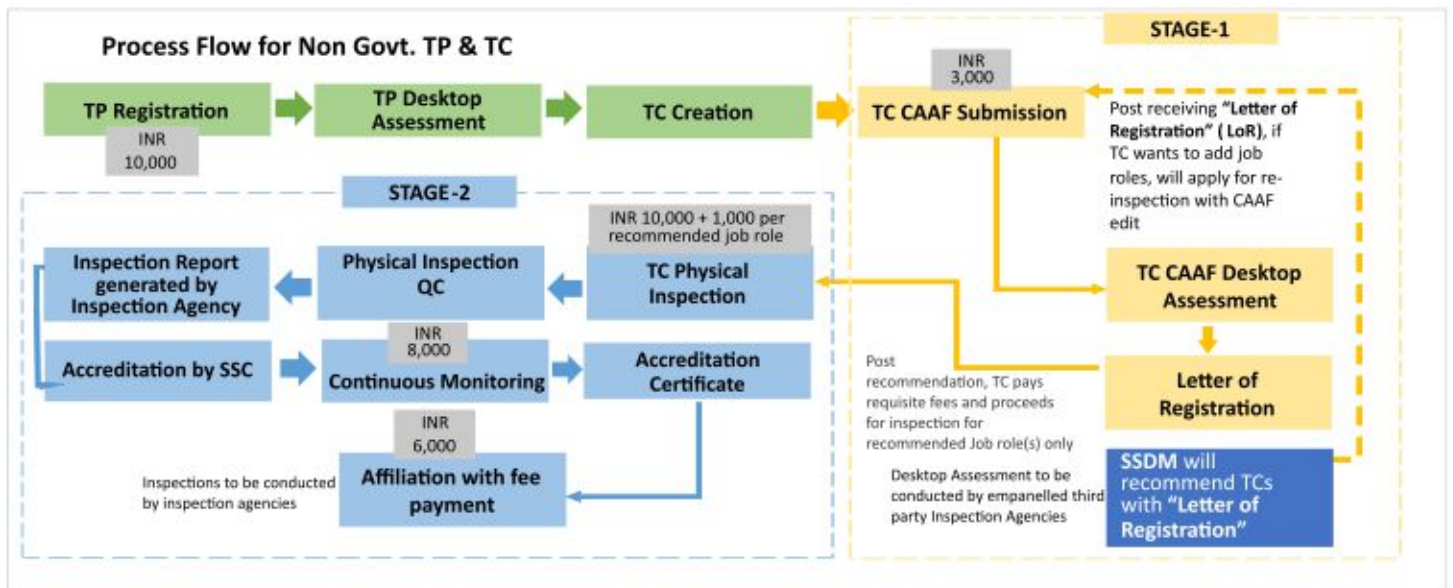 Process Flow for Non Govt. TP & TC
TP Registration
INR
10,000
TP Desktop
Assessment
TC Creation
STAGE-1
INR
3,000
TC CAAF Submission
Post receiving “Letter of
Registration” ( LoR), if
TC wants to add job
roles, will apply for re-
inspection with CAAF
edit
TC CAAF Desktop
Assessment
Letter of
Registration
SSDM will
recommend TCs
with “Letter of
Registration”
Post
recommendation, TC pays
requisite fees and proceeds
for inspection for
recommended Job role(s) only
Desktop Assessment to be
conducted by empanelled third
party Inspection Agencies
STAGE-2
INR 10,000 + 1,000 per
recommended job role
TC Physical
Inspection
Physical Inspection
QC
Inspection Report
generated by
Inspection Agency
Accreditation by SSC
INR
8,000
Continuous Monitoring
Accreditation
Certificate
INR
6,000
Affiliation with fee
payment
Inspections to be conducted
by inspection agencies